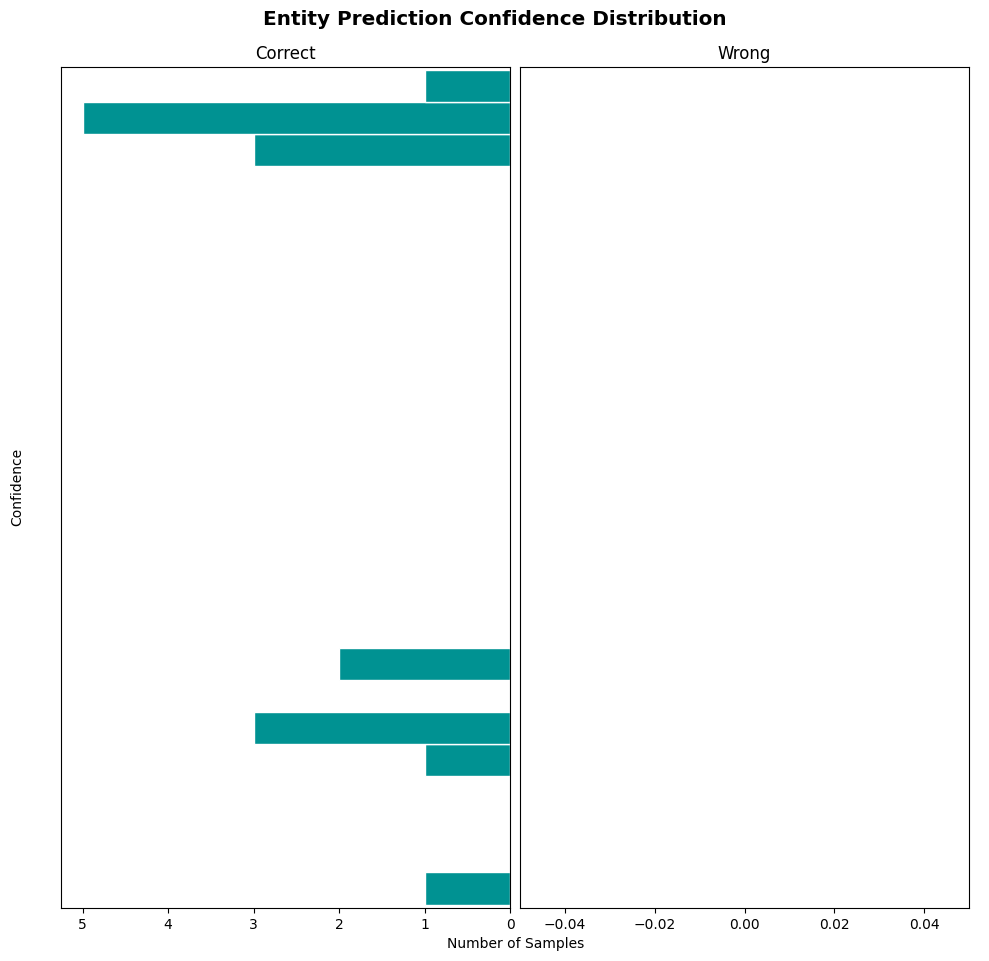 Entity Prediction Confidence Distribution
Correct
Wrong
Confidence
5 4 3 2 1 0
−0.04 −0.02 0.00 0.02 0.04
Number of Samples